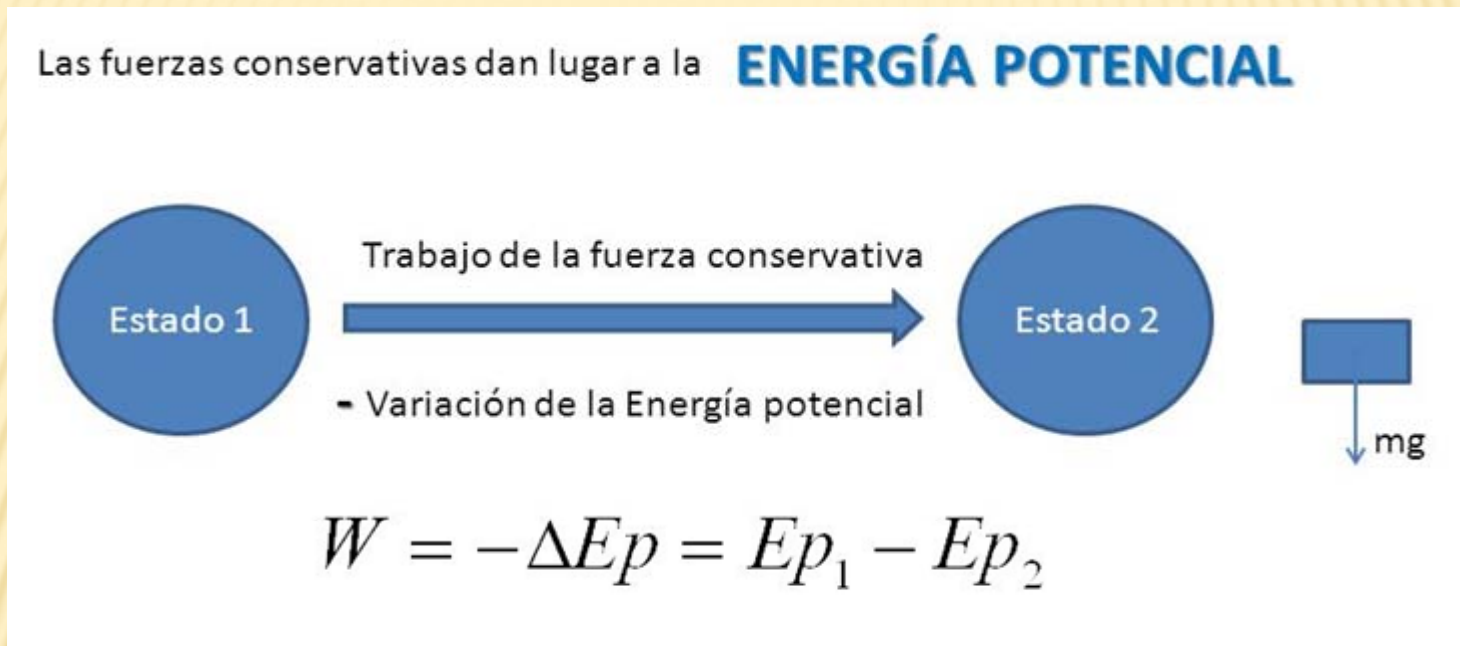 Las fuerzas conservativas dan lugar a la ENERGÍA POTENCIAL
Trabajo de la fuerza conservativa
Estado 1
Estado 2
- Variación de la Energía potencial
mg
W = −ΔEp = Ep₁ − Ep₂